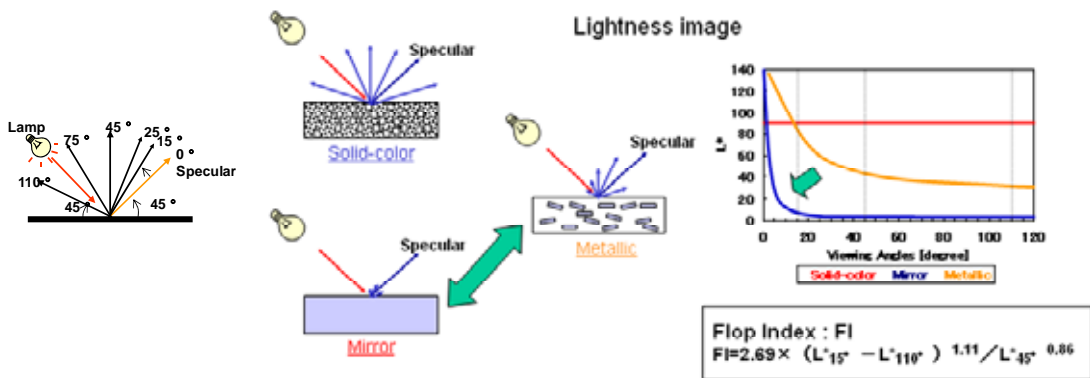 Lightness image
Lamp
110°
75°
45°
25°
15°
0°
Specular
45°
45°
Specular
Solid-color
Specular
Metallic
Specular
Mirror
L*
140
120
100
80
60
40
20
0
0 20 40 60 80 100 120
Viewing Angles [degree]
Solid-color Mirror Metallic
Flop Index : FI
FI=2.69× (L*15° −L*110° ) 1.11/L*45° 0.86